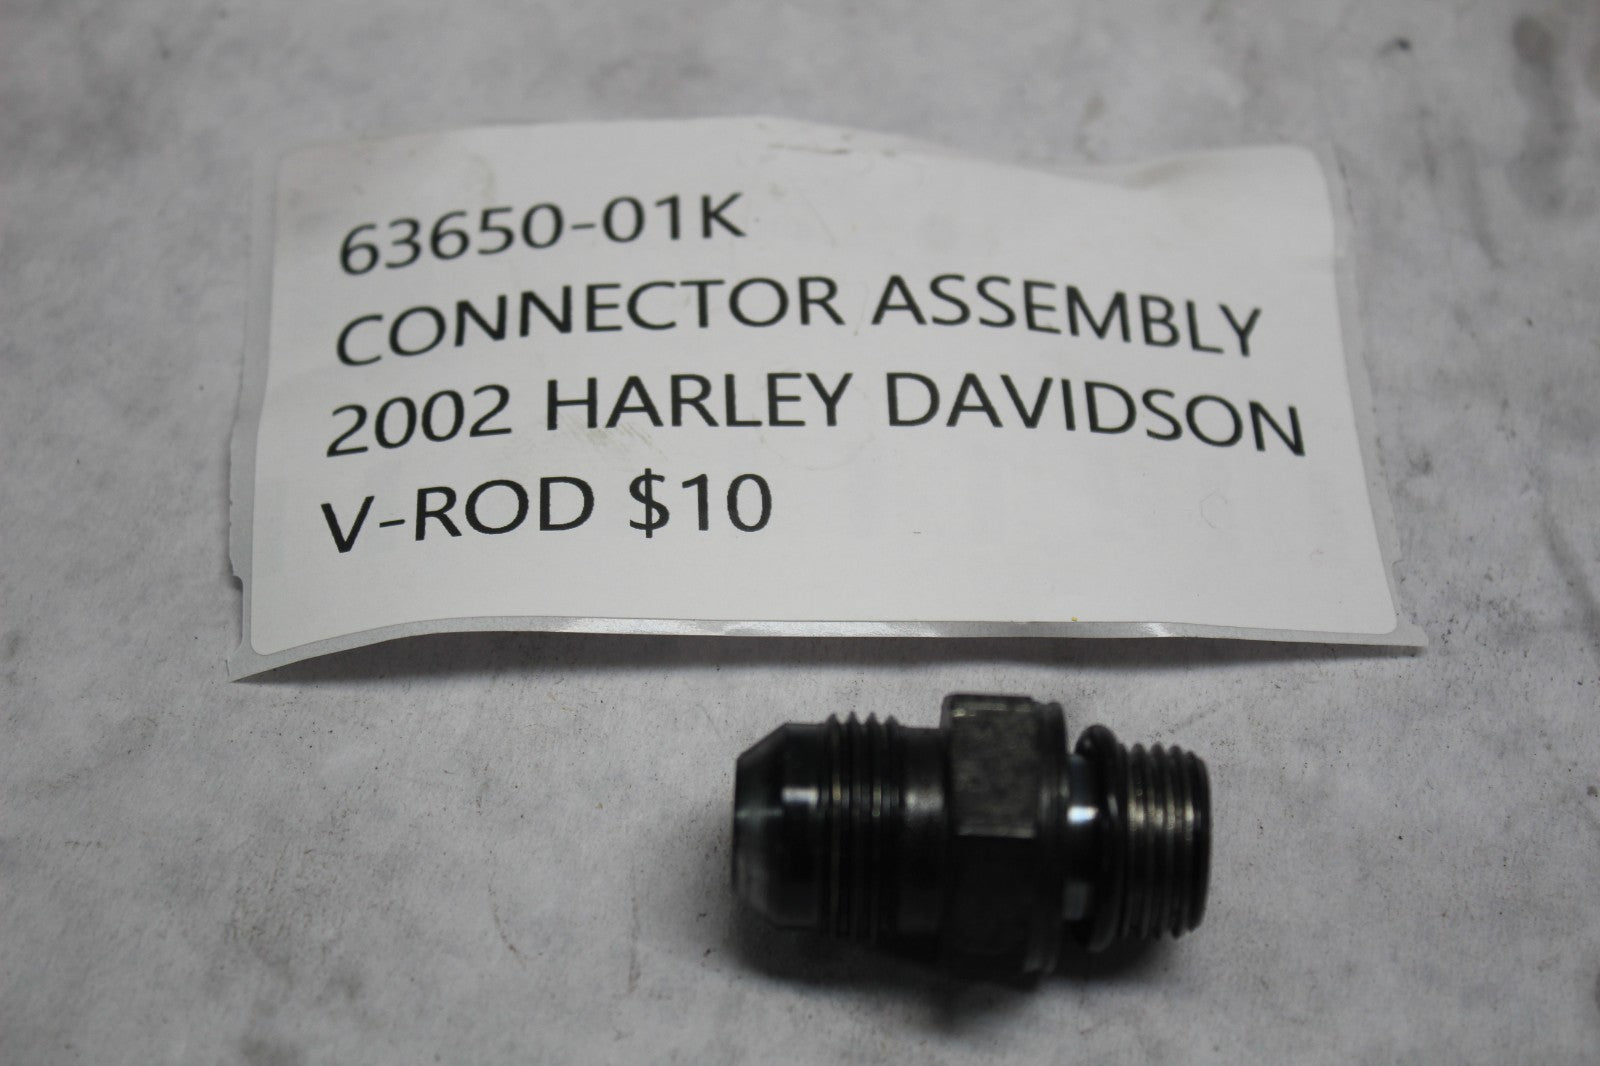 63650-01K
CONNECTOR ASSEMBLY
2002 HARLEY DAVIDSON
V-ROD $10